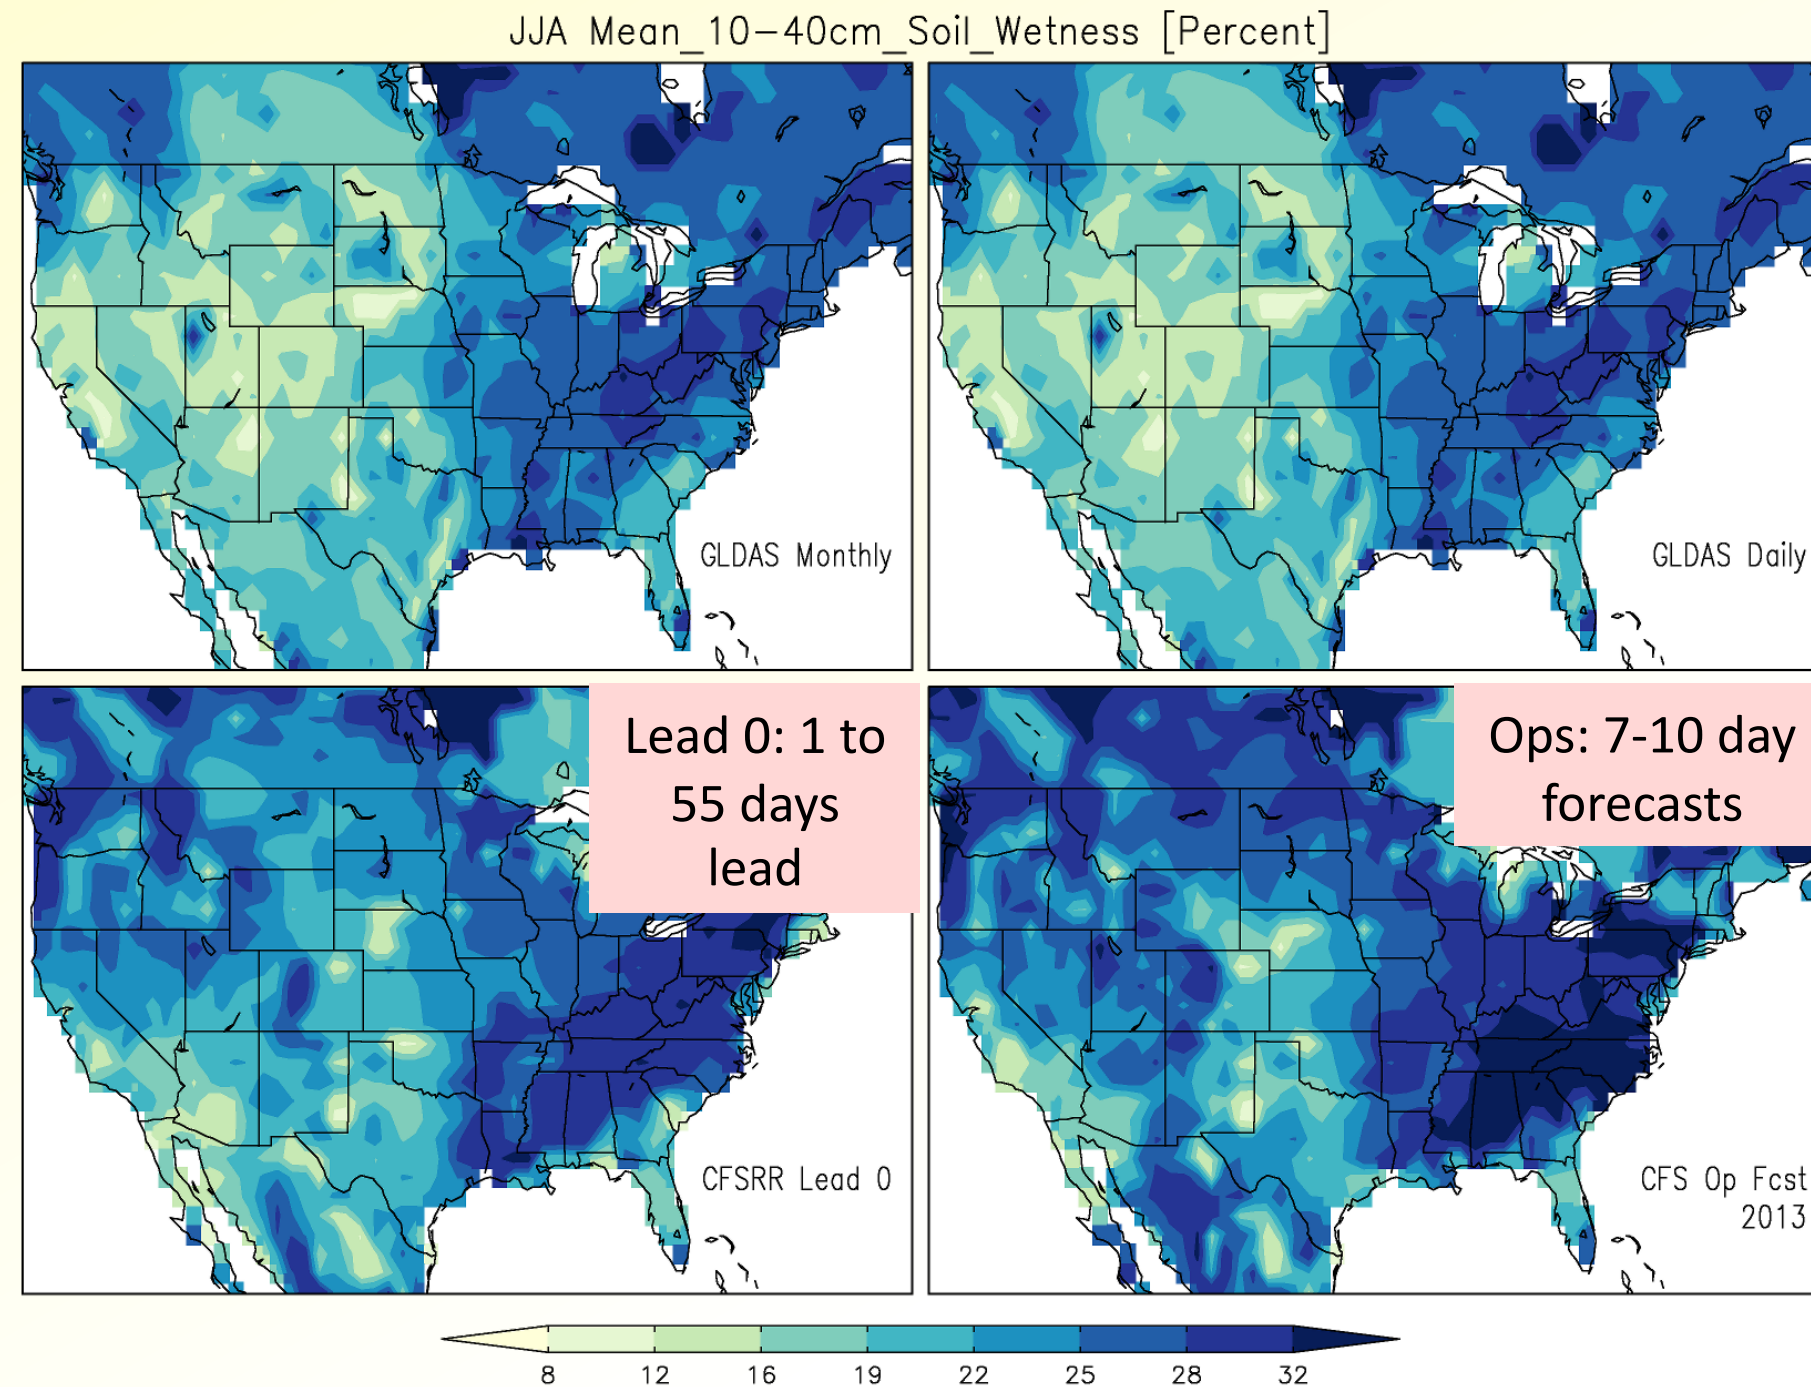 JJA Mean_10-40cm_Soil_Wetness [Percent]
GLDAS Monthly
GLDAS Daily
Lead 0: 1 to
55 days
lead
CFSRR Lead 0
Ops: 7-10 day
forecasts
CFS Op Fcst
2013
8 12 16 19 22 25 28 32